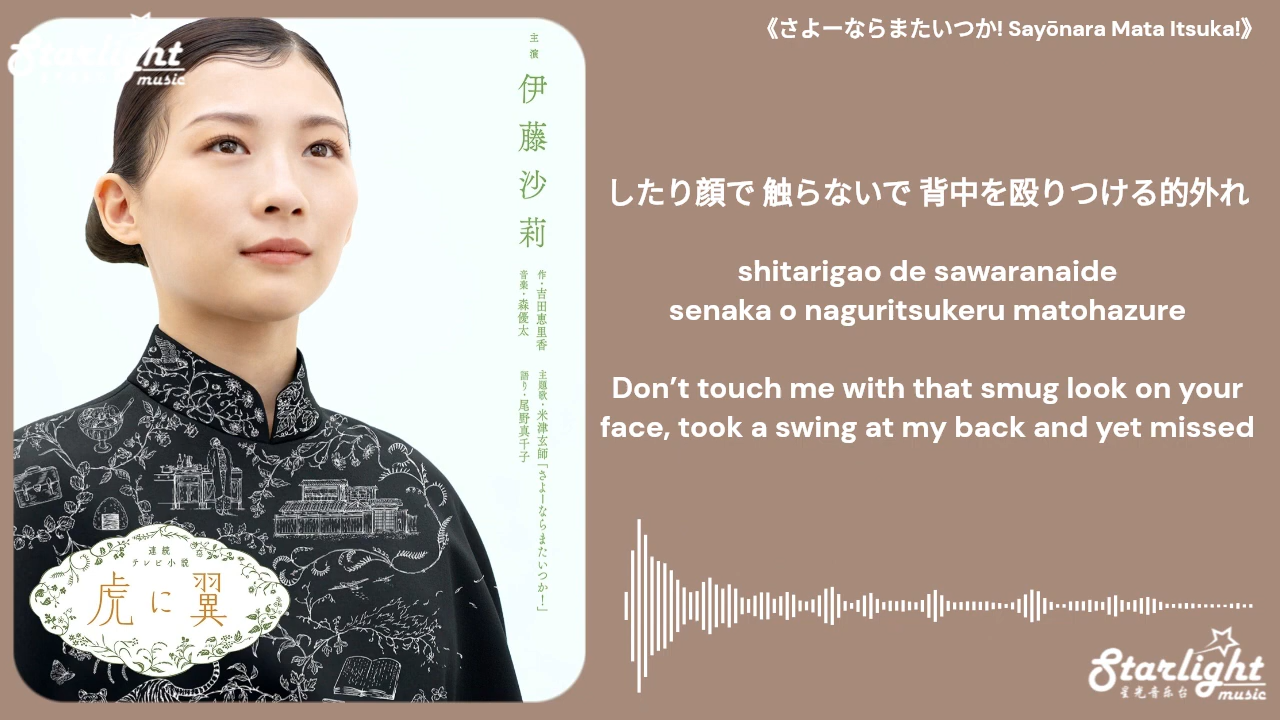 Starlight
music
《さよーならまたいつか! Sayōnara Mata Itsuka!》
主演
伊藤沙莉
作・吉田恵里香
音楽・森優太
主題歌・米津玄師「さよーならまたいつか!」
語り・尾野真千子
連続
テレビ小説
虎に翼
したり顔で 触らないで 背中を殴りつける的外れ
shitarigao de sawaranaide
senaka o naguritsukeru matohazure
Don’t touch me with that smug look on your
face, took a swing at my back and yet missed
Starlight
星光音乐台
music